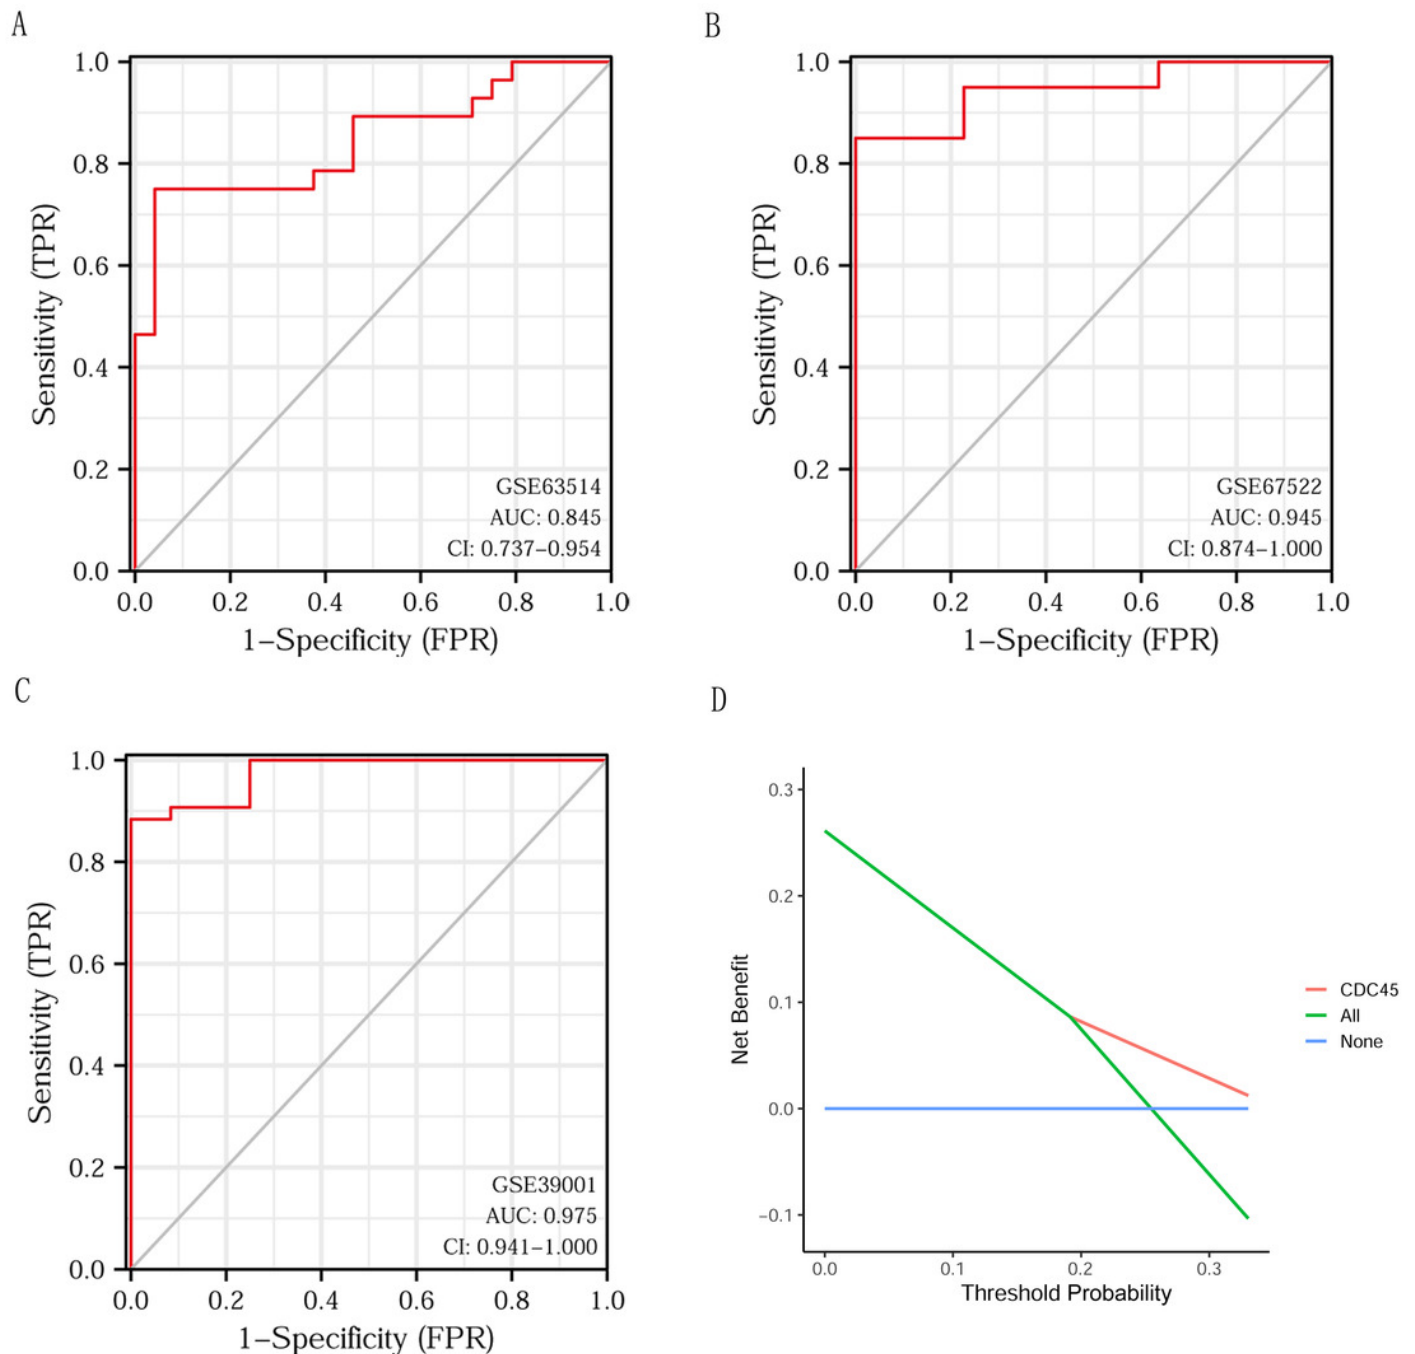 A
1.0
0.8
0.6
0.4
0.2
0.0
Sensitivity (TPR)
GSE63514
AUC: 0.845
CI: 0.737–0.954
0.0 0.2 0.4 0.6 0.8 1.0
1–Specificity (FPR)
B
1.0
0.8
0.6
0.4
0.2
0.0
Sensitivity (TPR)
GSE67522
AUC: 0.945
CI: 0.874–1.000
0.0 0.2 0.4 0.6 0.8 1.0
1–Specificity (FPR)
C
1.0
0.8
0.6
0.4
0.2
0.0
Sensitivity (TPR)
GSE39001
AUC: 0.975
CI: 0.941–1.000
0.0 0.2 0.4 0.6 0.8 1.0
1–Specificity (FPR)
D
0.3
0.2
0.1
0.0
−0.1
Net Benefit
0.0 0.1 0.2 0.3
Threshold Probability
CDC45
All
None